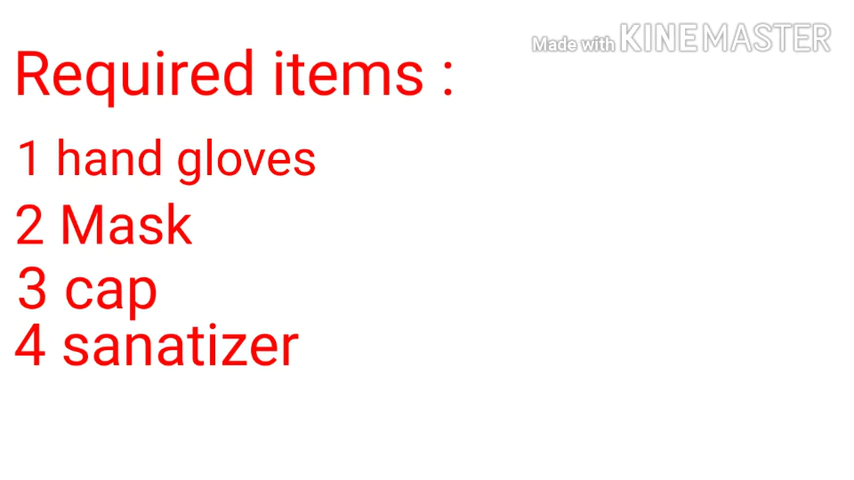 Made with KINEMASTER
Required items :
1 hand gloves
2 Mask
3 cap
4 sanatizer